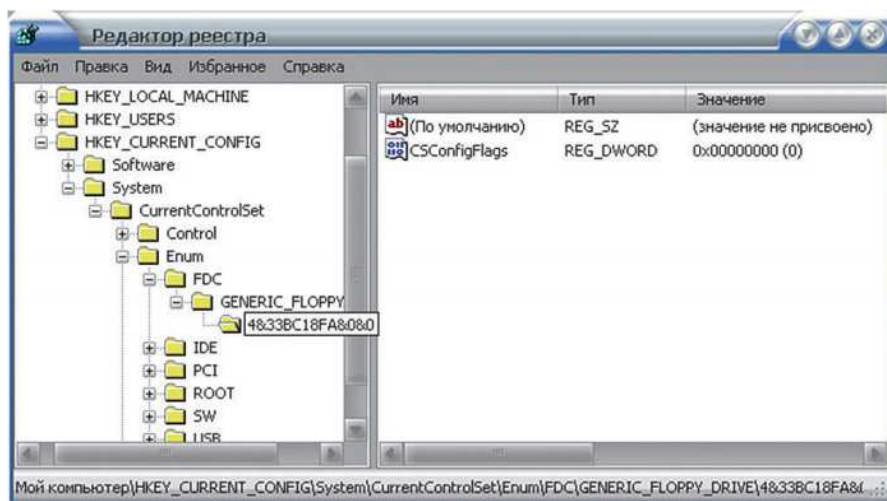 Редактор реестра
Файл Правка Вид Избранное Справка
HKEY_LOCAL_MACHINE
HKEY_USERS
HKEY_CURRENT_CONFIG
Software
System
CurrentControlSet
Control
Enum
FDC
GENERIC_FLOPPY
4&33BC18FA&0&0
IDE
PCI
ROOT
SW
USB
Имя Тип Значение
(По умолчанию) REG_SZ (значение не присвоено)
CSConfigFlags REG_DWORD 0x00000000 (0)
Мой компьютер\HKEY_CURRENT_CONFIG\System\CurrentControlSet\Enum\FDC\GENERIC_FLOPPY_DRIVE\4&33BC18FA&